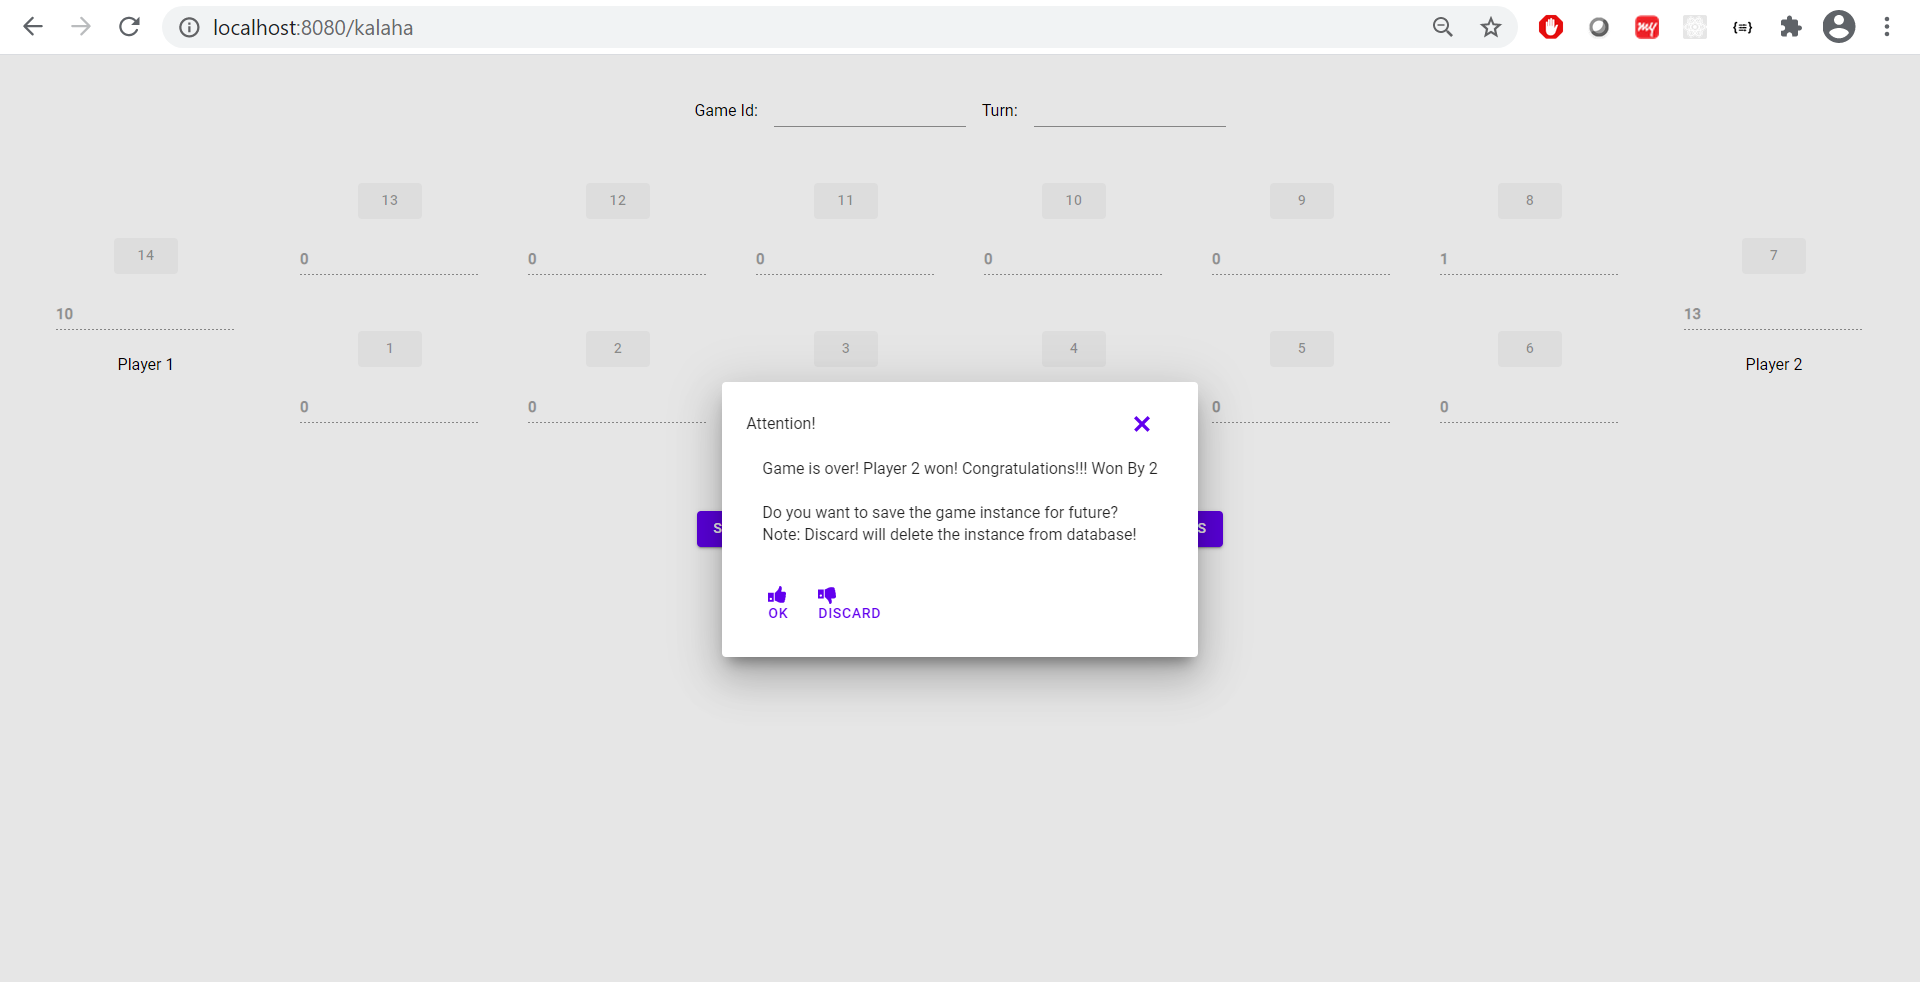 localhost:8080/kalaha
my
{≡}
Game Id: Turn:
13 12 11 10 9 8
14 7
0 0 0 0 0 1
10 13
1 2 3 4 5 6
Player 1 Player 2
0 0 0 0
Attention!
Game is over! Player 2 won! Congratulations!!! Won By 2
Do you want to save the game instance for future?
S S
Note: Discard will delete the instance from database!
OK DISCARD